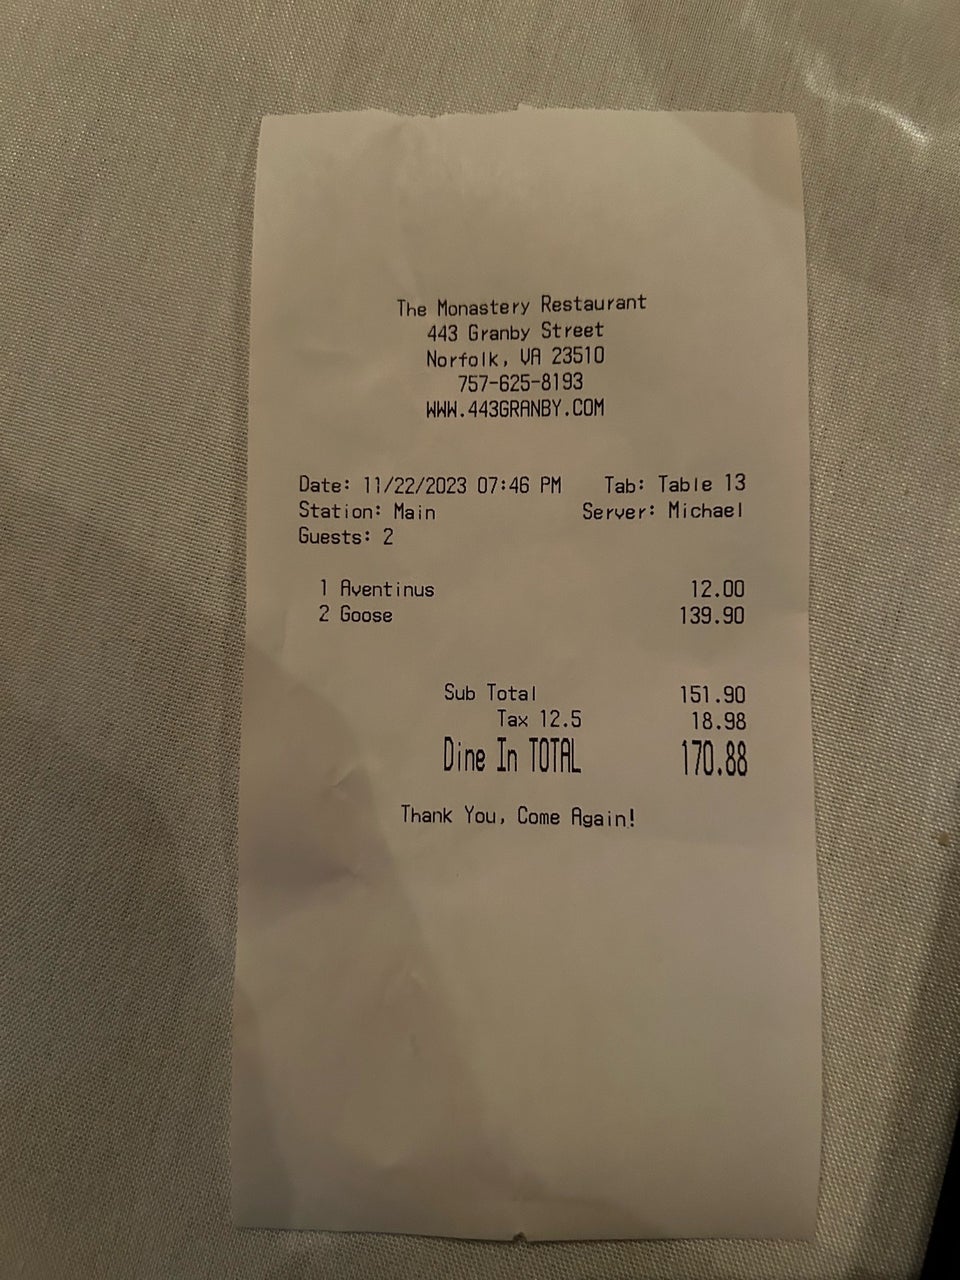 The Monastery Restaurant
443 Granby Street
Norfolk, VA 23510
757-625-8193
WWW.443GRANBY.COM
Date: 11/22/2023 07:46 PM Tab: Table 13
Station: Main Server: Michael
Guests: 2
1 Aventinus 12.00
2 Goose 139.90
Sub Total 151.90
Tax 12.5 18.98
Dine In TOTAL 170.88
Thank You, Come Again!